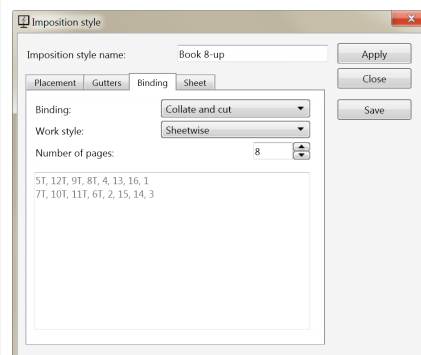 Imposition style
Imposition style name: Book 8-up Apply
Placement Gutters Binding Sheet Close
Binding: Collate and cut Save
Work style: Sheetwise
Number of pages: 8
5T, 12T, 9T, 8T, 4, 13, 16, 1
7T, 10T, 11T, 6T, 2, 15, 14, 3